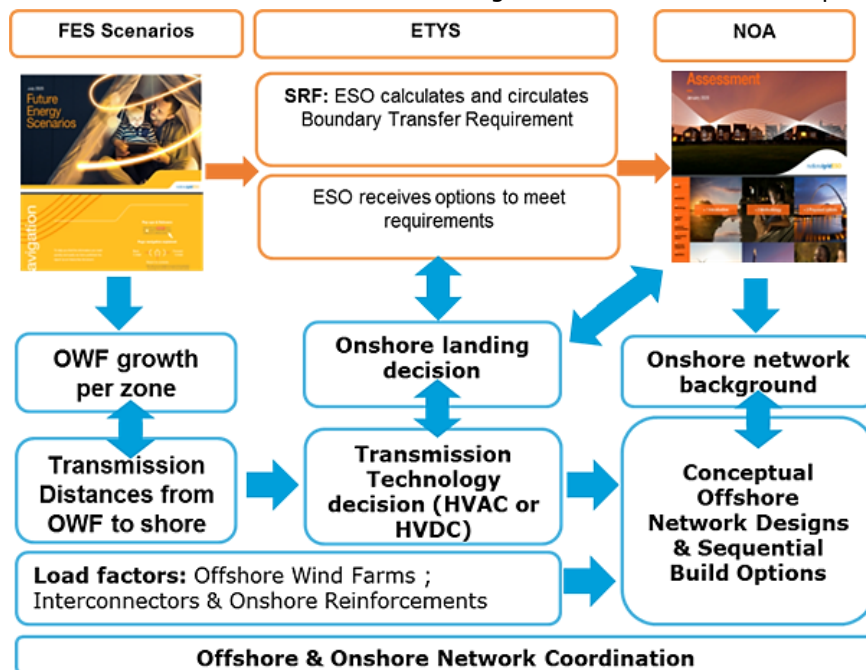 FES Scenarios
ETYS
NOA
Future
Energy
Scenarios
SRF: ESO calculates and circulates
Boundary Transfer Requirement
ESO receives options to meet
requirements
Assessment
OWF growth
per zone
Onshore landing
decision
Onshore network
background
Transmission
Distances from
OWF to shore
Transmission
Technology
decision (HVAC or
HVDC)
Conceptual
Offshore
Network Designs
& Sequential
Build Options
Load factors: Offshore Wind Farms ;
Interconnectors & Onshore Reinforcements
Offshore & Onshore Network Coordination